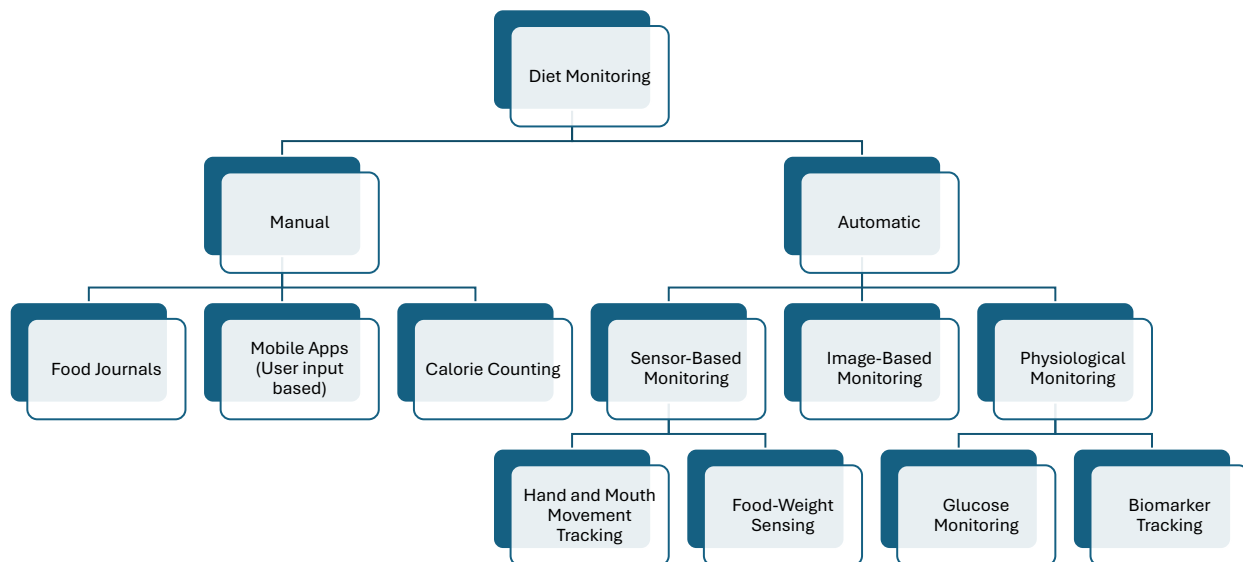 Diet Monitoring
Manual
Automatic
Food Journals
Mobile Apps
(User input
based)
Calorie Counting
Sensor-Based
Monitoring
Image-Based
Monitoring
Physiological
Monitoring
Hand and Mouth
Movement
Tracking
Food-Weight
Sensing
Glucose
Monitoring
Biomarker
Tracking